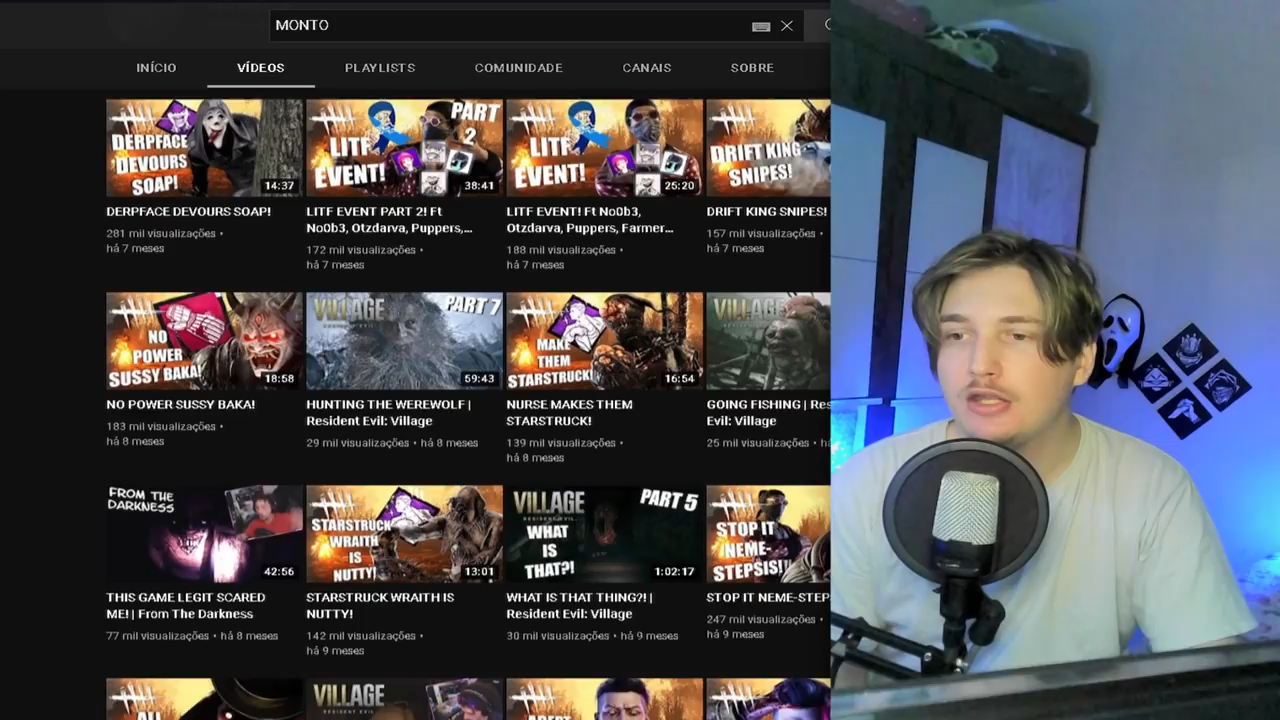 MONTO
INÍCIO VÍDEOS PLAYLISTS COMUNIDADE CANAIS SOBRE
DERPFACE
DEVOURS
SOAP!
14:37
LITF
EVENT!
PART
2
38:41
LITF
EVENT!
25:20
DRIFT KING
SNIPES!
DERPFACE DEVOURS SOAP!
281 mil visualizações •
há 7 meses
LITF EVENT PART 2! Ft
No0b3, Otzdarva, Puppers,...
172 mil visualizações •
há 7 meses
LITF EVENT! Ft No0b3,
Otzdarva, Puppers, Farmer...
188 mil visualizações •
há 7 meses
DRIFT KING SNIPES!
157 mil visualizações •
há 7 meses
NO
POWER
SUSSY BAKA!
18:58
VILLAGE
RESIDENT EVIL
PART 7
59:43
MAKE
THEM
STARSTRUCK!
16:54
VILLAGE
NO POWER SUSSY BAKA!
183 mil visualizações •
há 8 meses
HUNTING THE WEREWOLF |
Resident Evil: Village
29 mil visualizações • há 8 meses
NURSE MAKES THEM
STARSTRUCK!
139 mil visualizações •
há 8 meses
GOING FISHING | Res
Evil: Village
25 mil visualizações • h
FROM THE
DARKNESS
42:56
STARSTRUCK
WRAITH
IS
NUTTY!
13:01
VILLAGE
RESIDENT EVIL
PART 5
WHAT
IS
THAT?!
1:02:17
STOP IT
NEME-
STEPSIS!!
THIS GAME LEGIT SCARED
ME! | From The Darkness
77 mil visualizações • há 8 meses
STARSTRUCK WRAITH IS
NUTTY!
142 mil visualizações •
há 9 meses
WHAT IS THAT THING?! |
Resident Evil: Village
30 mil visualizações • há 9 meses
STOP IT NEME-STEP
247 mil visualizações •
há 9 meses
ALL
VILLAGE
RESIDENT EVIL